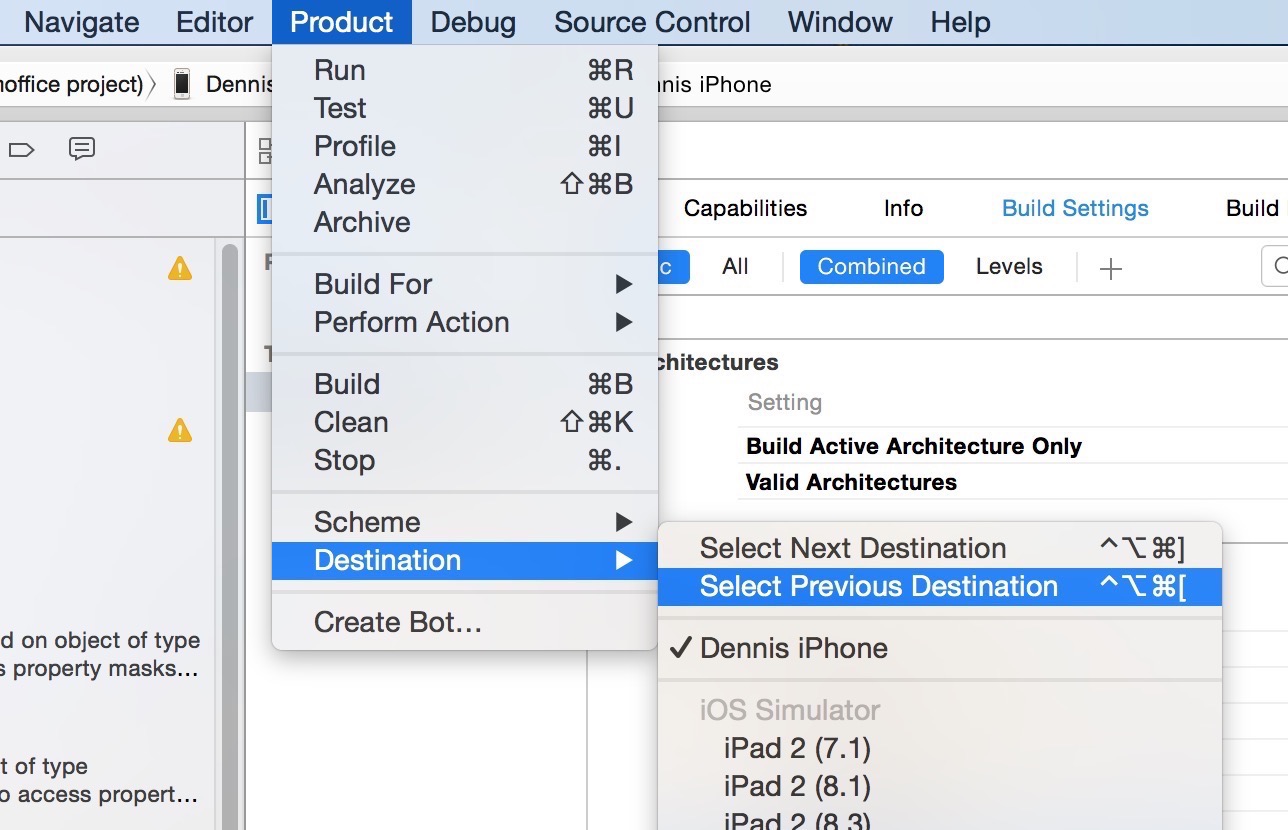 Navigate Editor Product Debug Source Control Window Help
office project) Dennis
nis iPhone
Run ⌘R
Test ⌘U
Profile ⌘I
Analyze ⇧⌘B
Archive
Build For ▶
Perform Action ▶
Build ⌘B
Clean ⇧⌘K
Stop ⌘.
Scheme ▶
Destination ▶
Create Bot...
Select Next Destination ^⌥⌘]
Select Previous Destination ^⌥⌘[
✓ Dennis iPhone
iOS Simulator
iPad 2 (7.1)
iPad 2 (8.1)
iPad 2 (8.3)
Capabilities Info Build Settings Build
c All Combined Levels +
chitectures
Setting
Build Active Architecture Only
Valid Architectures
d on object of type
s property masks...
t of type
o access propert...